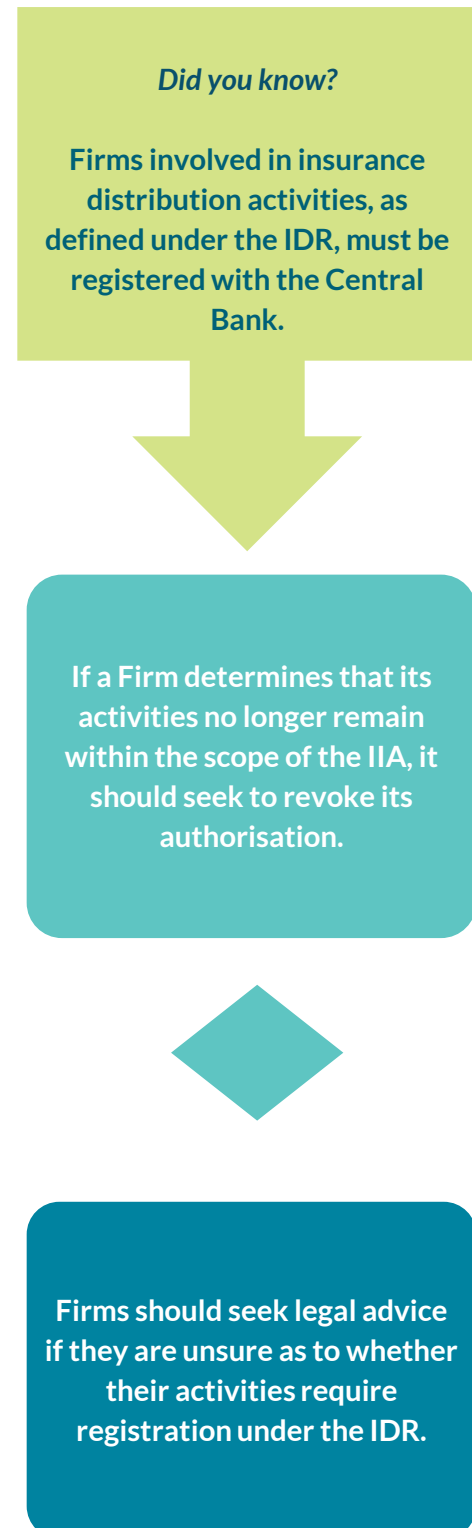 Did you know?
Firms involved in insurance
distribution activities, as
defined under the IDR, must be
registered with the Central
Bank.
If a Firm determines that its
activities no longer remain
within the scope of the IIA, it
should seek to revoke its
authorisation.
Firms should seek legal advice
if they are unsure as to whether
their activities require
registration under the IDR.